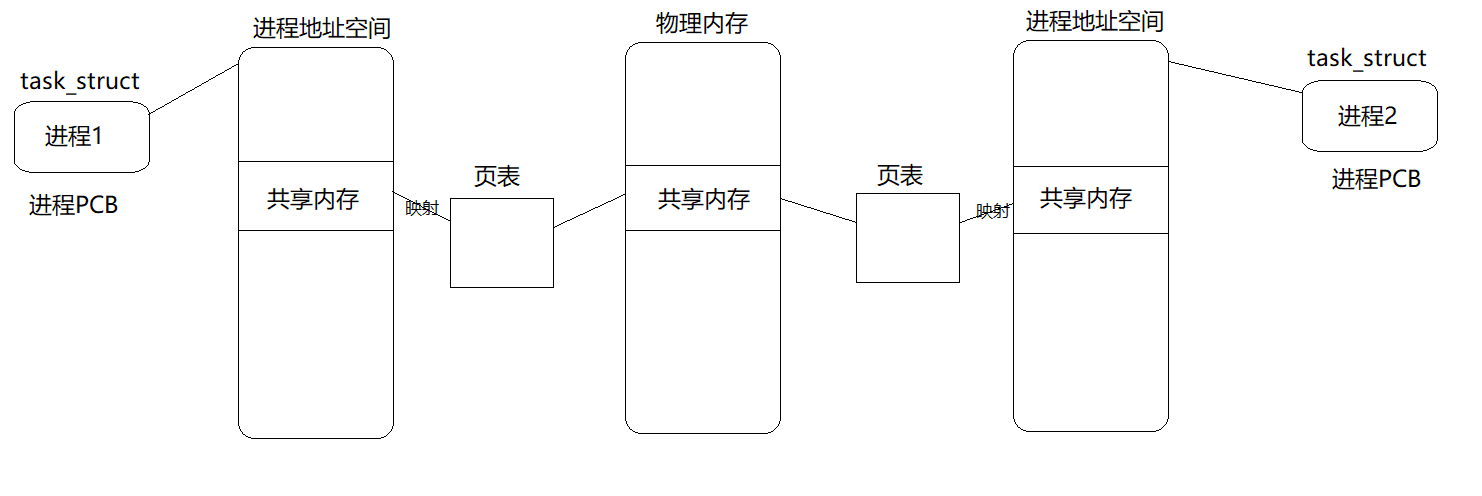 进程地址空间
物理内存
进程地址空间
task_struct
task_struct
进程1
进程2
页表
页表
进程PCB
共享内存
映射
共享内存
映射
共享内存
进程PCB